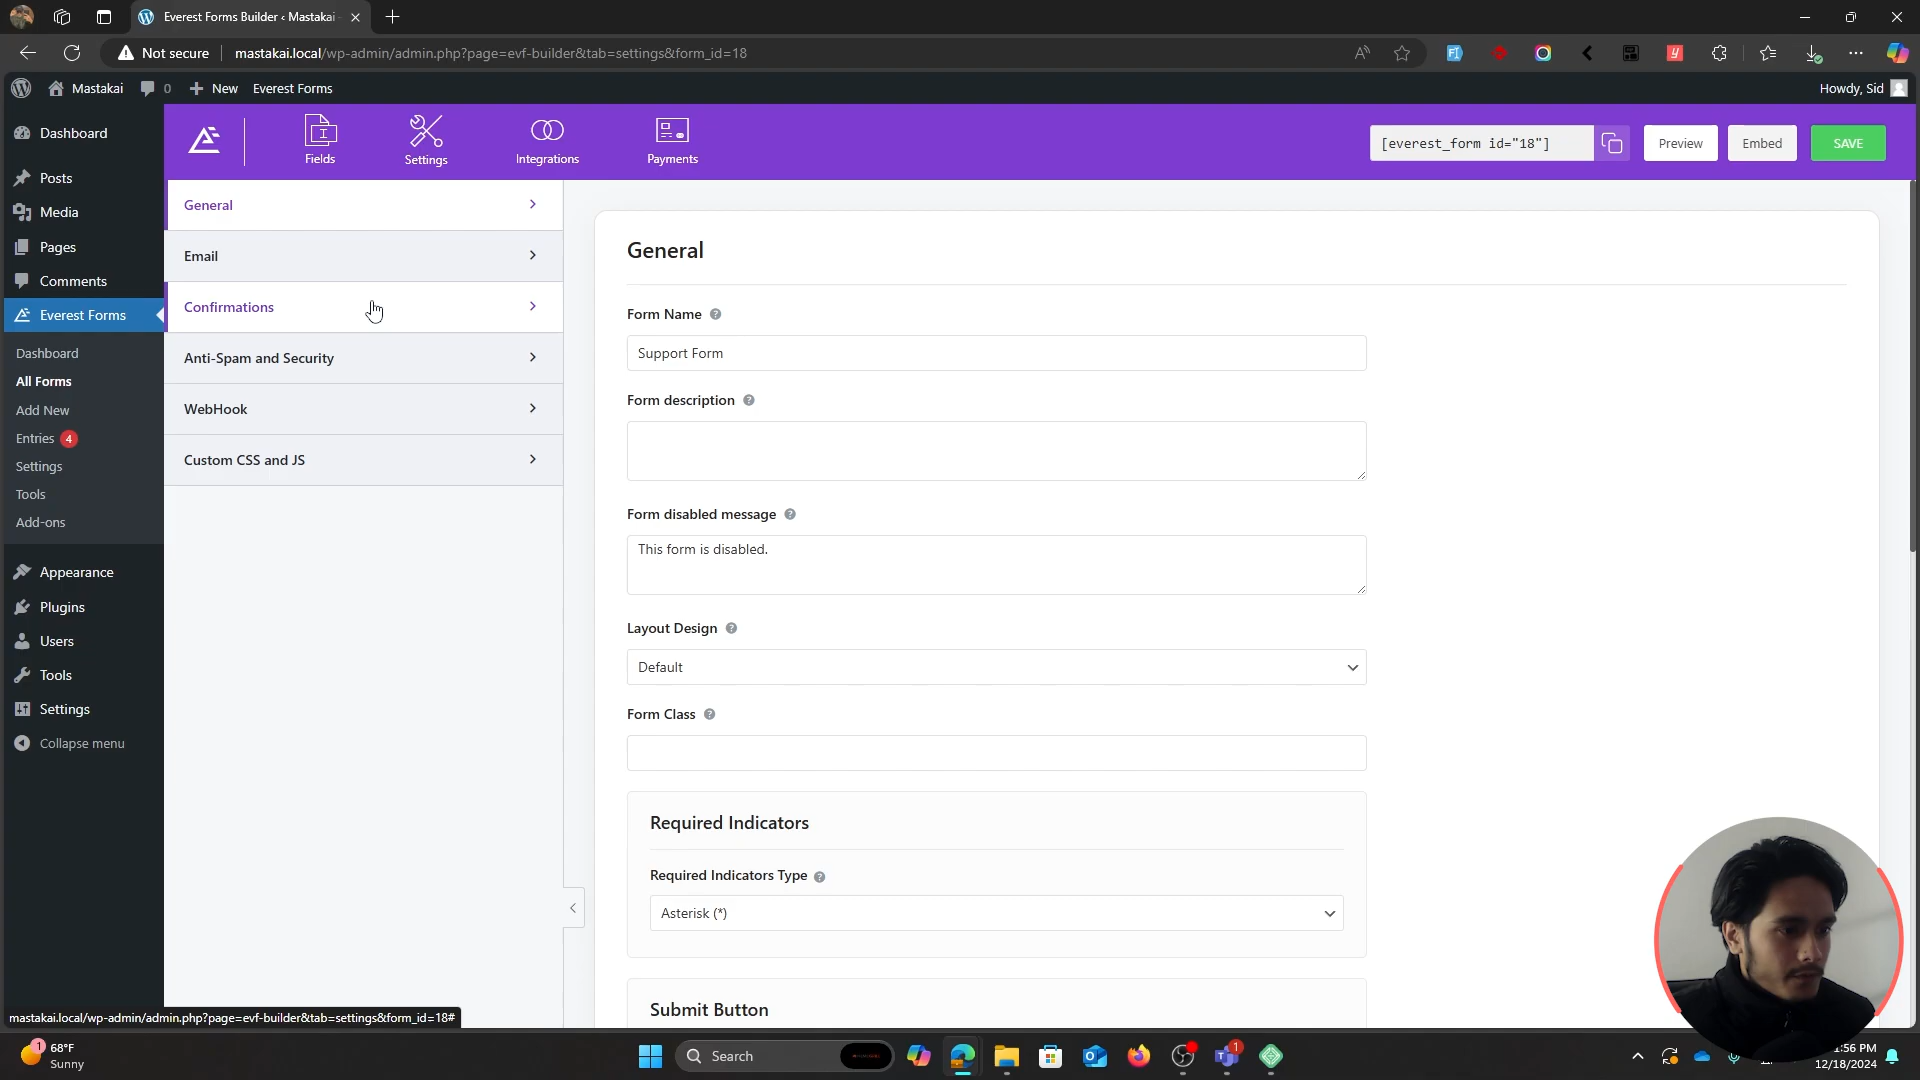 Everest Forms Builder ‹ Mastakai
Not secure
mastakai.local/wp-admin/admin.php?page=evf-builder&tab=settings&form_id=18
Mastakai
0
New
Everest Forms
Howdy, Sid
Dashboard
Posts
Media
Pages
Comments
Everest Forms
Dashboard
All Forms
Add New
Entries 4
Settings
Tools
Add-ons
Appearance
Plugins
Users
Tools
Settings
Collapse menu
Fields
Settings
Integrations
Payments
[everest_form id="18"]
Preview
Embed
SAVE
General
Email
Confirmations
Anti-Spam and Security
WebHook
Custom CSS and JS
General
Form Name
Support Form
Form description
Form disabled message
This form is disabled.
Layout Design
Default
Form Class
Required Indicators
Required Indicators Type
Asterisk (*)
Submit Button
mastakai.local/wp-admin/admin.php?page=evf-builder&tab=settings&form_id=18#
1
68°F
Sunny
Search
1
:56 PM
12/18/2024